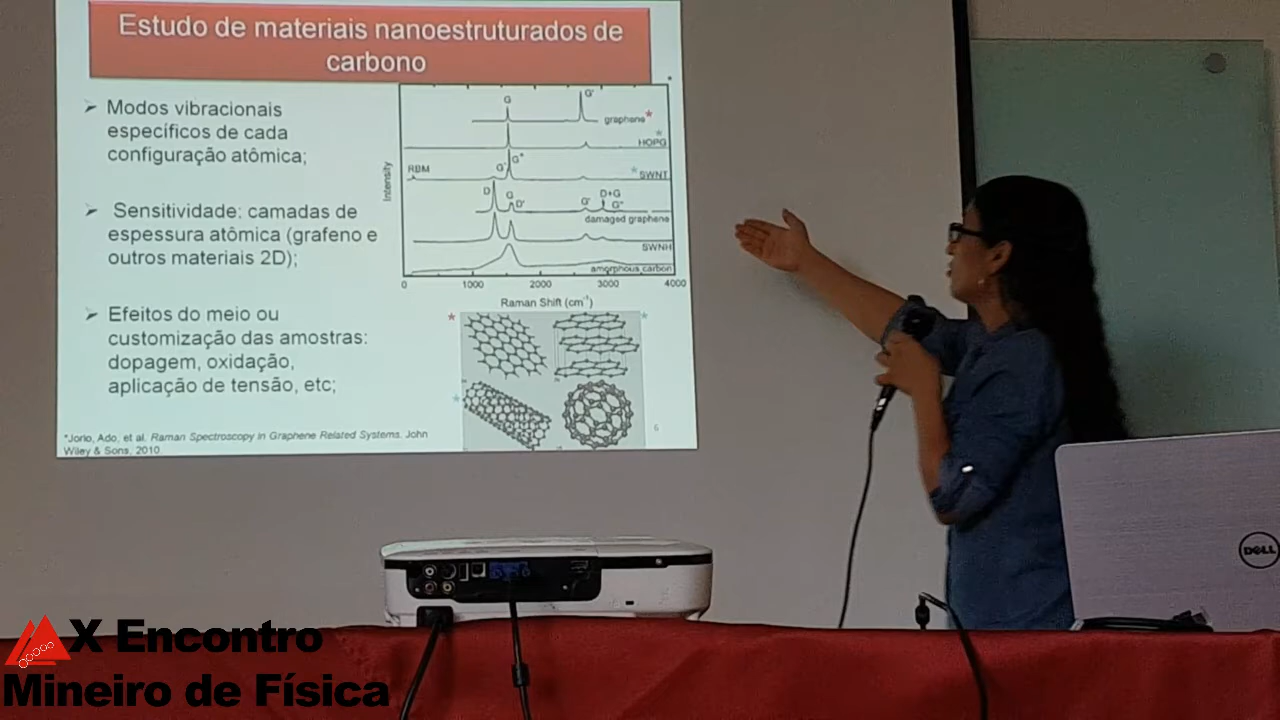 Estudo de materiais nanoestruturados de
carbono
Modos vibracionais
específicos de cada
configuração atômica;
Sensitividade: camadas de
espessura atômica (grafeno e
outros materiais 2D);
Efeitos do meio ou
customização das amostras:
dopagem, oxidação,
aplicação de tensão, etc;
*Jorio, Ado, et al. Raman Spectroscopy in Graphene Related Systems. John
Wiley & Sons, 2010.
Intensity
G
G'
graphene*
*
HOPG
RBM
G⁻
G⁺
*SWNT
D
G
D'
G'
D+G
G"
damaged graphene
SWNH
amorphous carbon
0 1000 2000 3000 4000
Raman Shift (cm⁻¹)
* *
*
6
DELL
X Encontro
Mineiro de Física